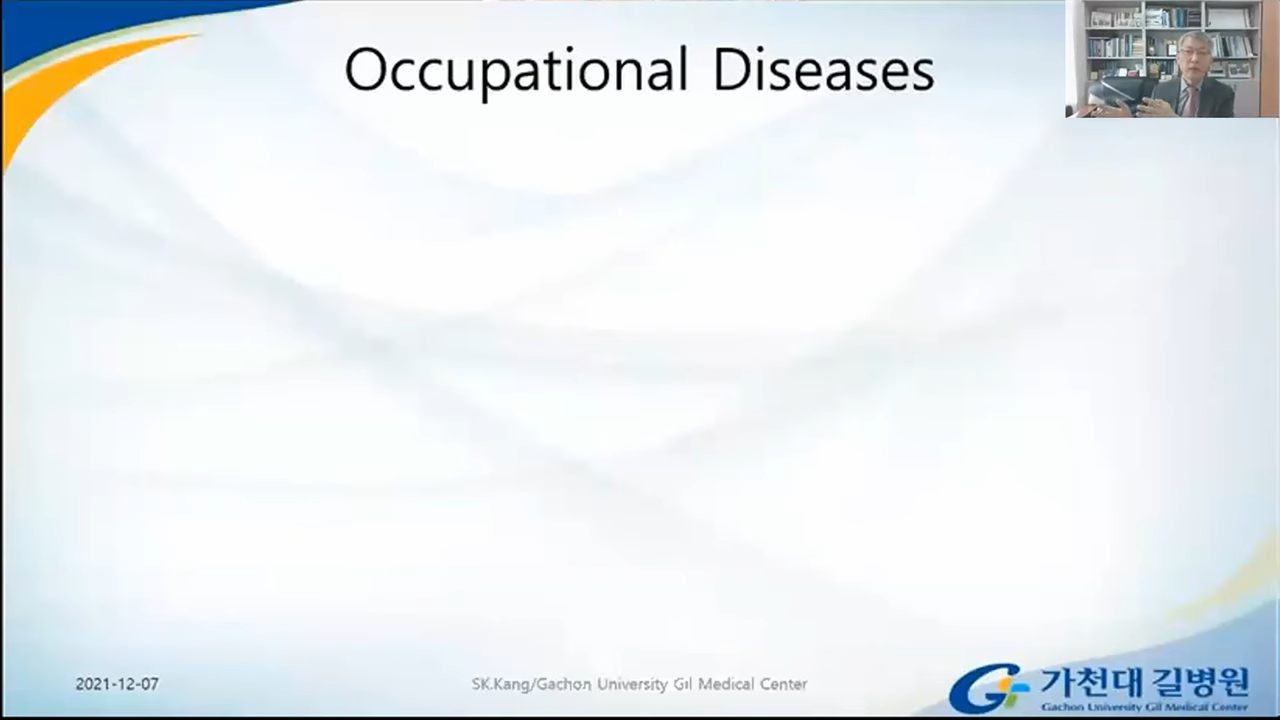 Occupational Diseases
2021-12-07
SK.Kang/Gachon University Gil Medical Center
가천대 길병원
Gachon University Gil Medical Center